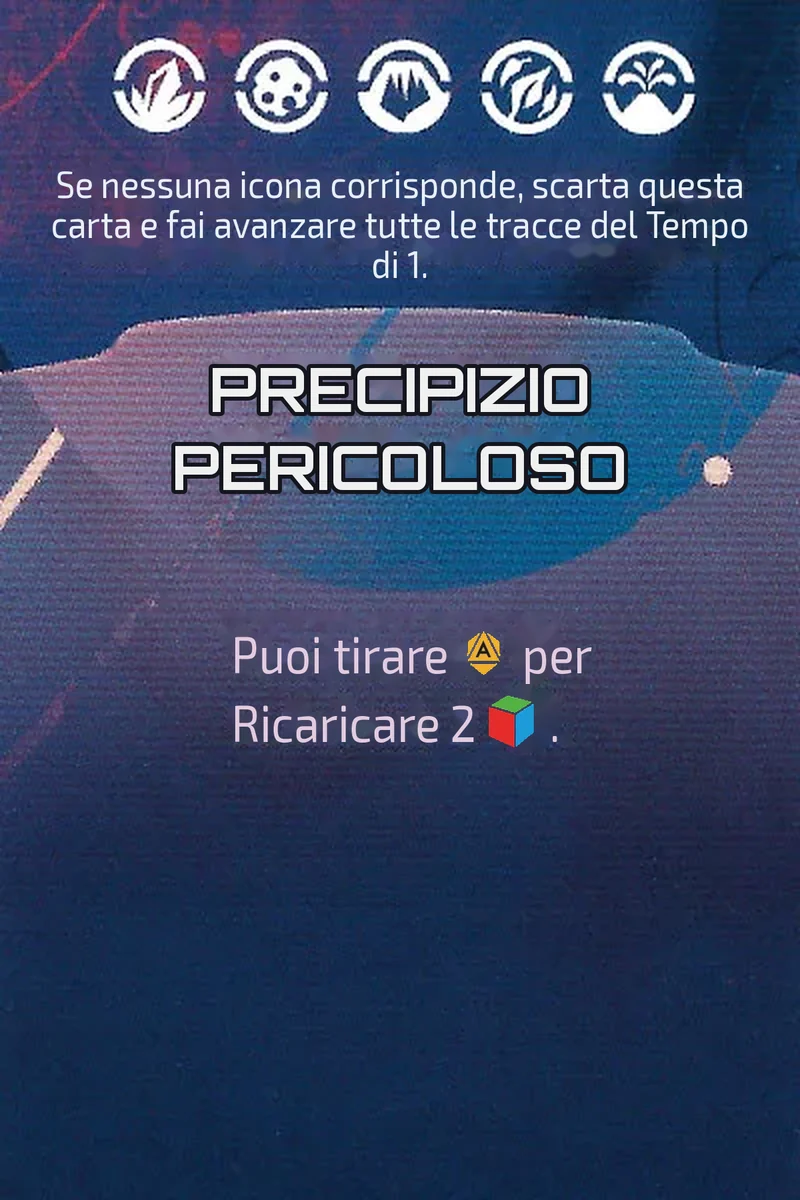 Se nessuna icona corrisponde, scarta questa
carta e fai avanzare tutte le tracce del Tempo
di 1.
PRECIPIZIO
PERICOLOSO
Puoi tirare A per
Ricaricare 2 .